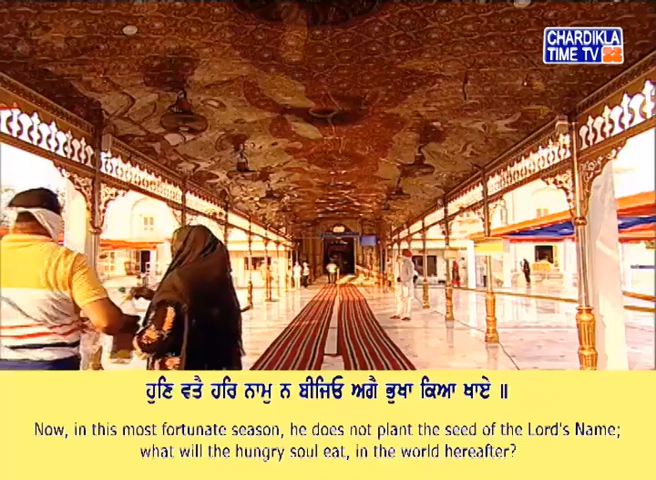 CHARDIKLA
TIME TV
ਹੁਣਿ ਵਤੈ ਹਰਿ ਨਾਮੁ ਨ ਬੀਜਿਓ ਅਗੈ ਭੁਖਾ ਕਿਆ ਖਾਏ ॥
Now, in this most fortunate season, he does not plant the seed of the Lord's Name;
what will the hungry soul eat, in the world hereafter?